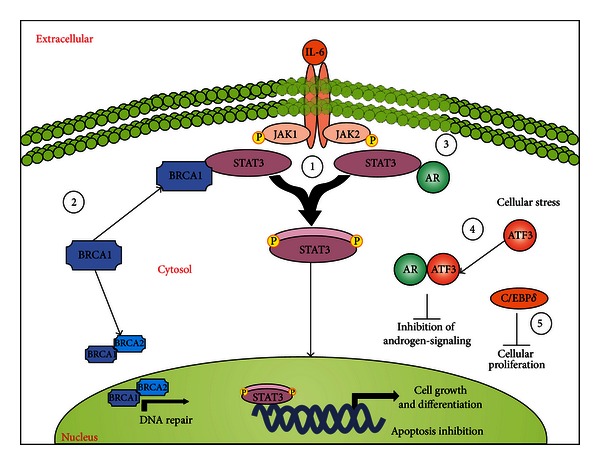 Extracellular
IL-6
P
JAK1
JAK2
P
BRCA1
STAT3
1
STAT3
3
AR
2
Cellular stress
P
P
STAT3
4
ATF3
BRCA1
Cytosol
AR
ATF3
C/EBPδ
Inhibition of
androgen-signaling
5
BRCA2
BRCA1
Cellular
proliferation
BRCA2
BRCA1
DNA repair
P
P
STAT3
Cell growth
and differentiation
Apoptosis inhibition
Nucleus